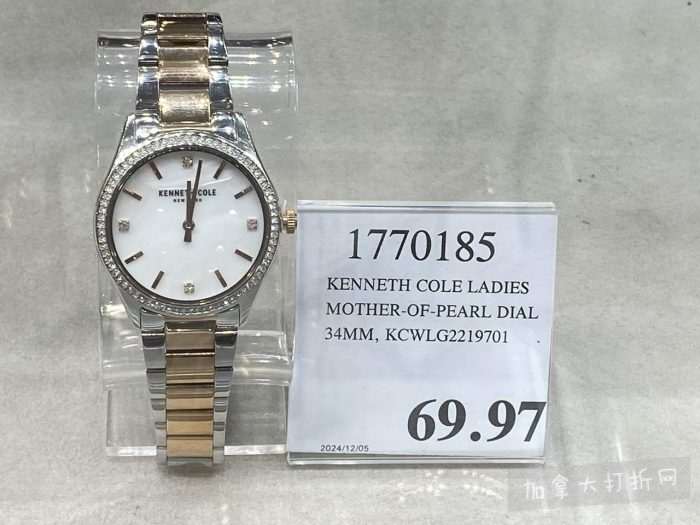 KENNETH COLE
NEW YORK
1770185
KENNETH COLE LADIES
MOTHER-OF-PEARL DIAL
34MM, KCWLG2219701 .
69.97
2024/12/05
加拿大打折网